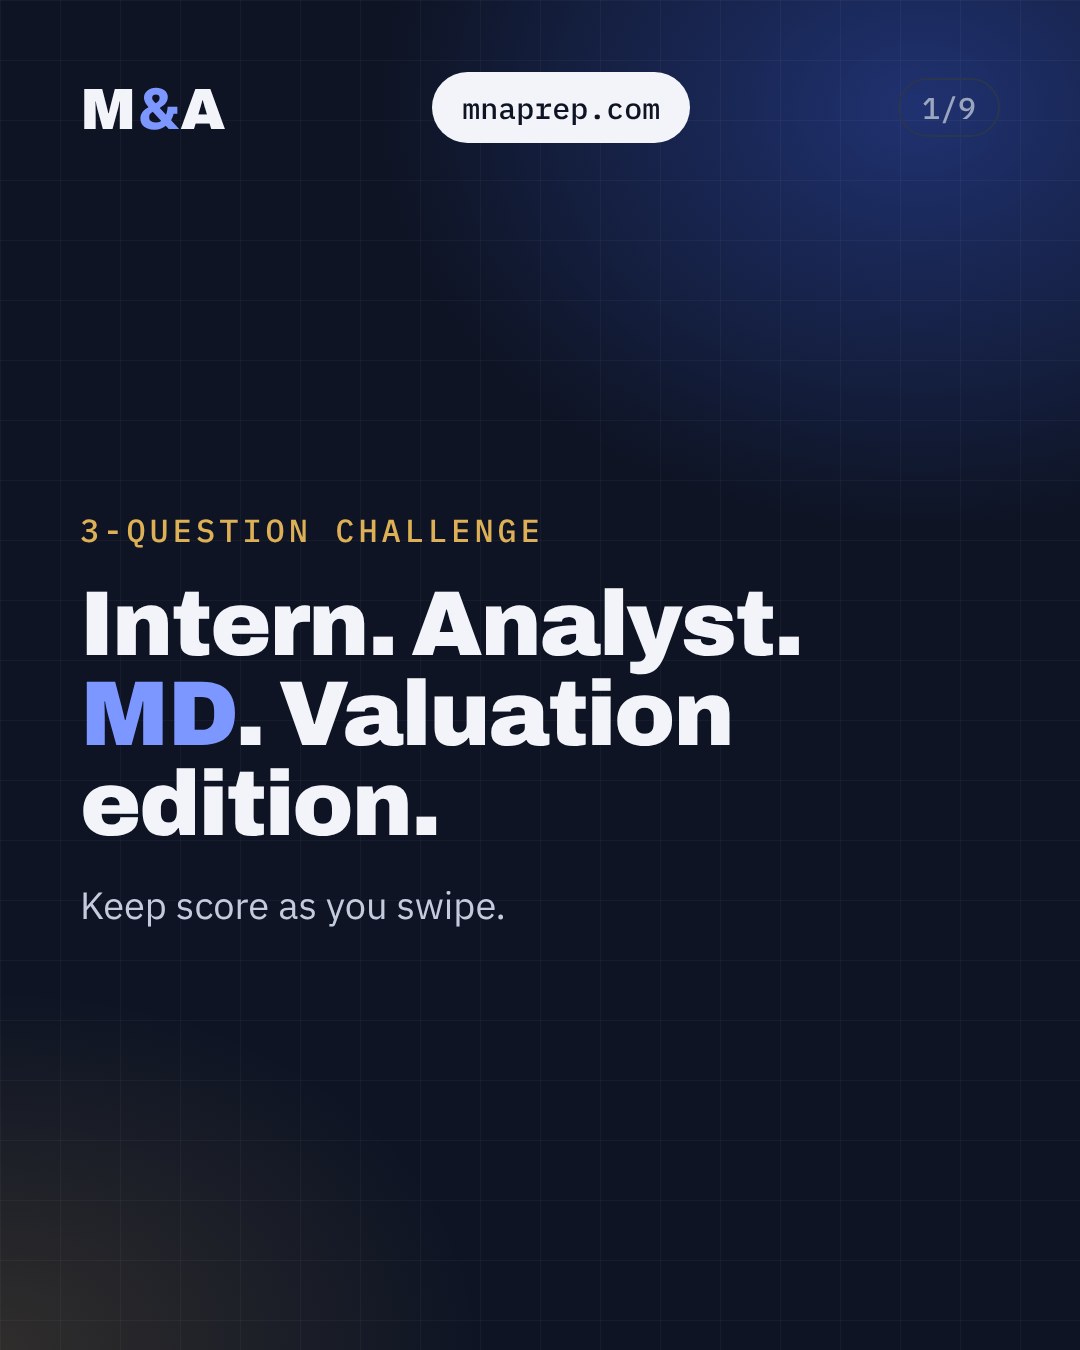 M&A
mnaprep.com
1/9
3-QUESTION CHALLENGE
Intern. Analyst.
MD. Valuation
edition.
Keep score as you swipe.